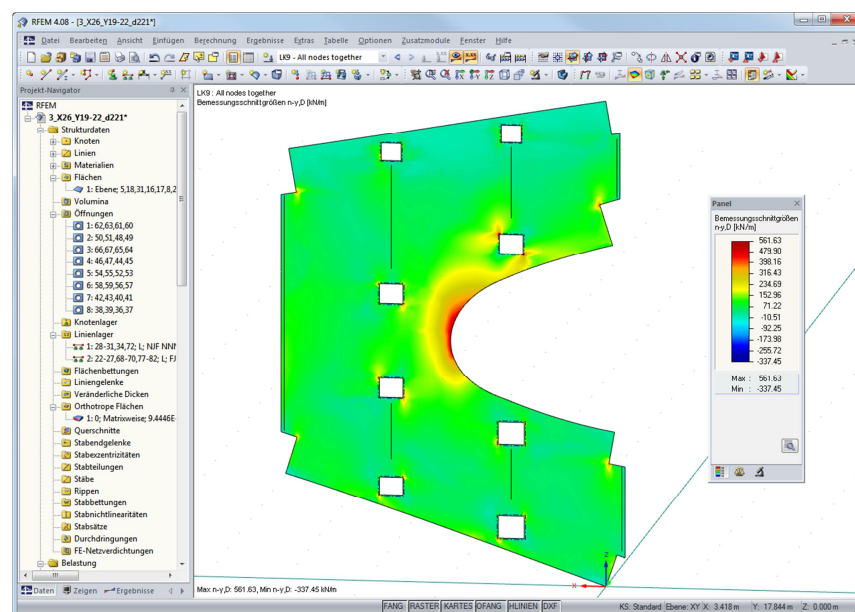 RFEM 4.08 - [3_X26_Y19-22_d221*]
Datei Bearbeiten Ansicht Einfügen Berechnung Ergebnisse Extras Tabelle Optionen Zusatzmodule Fenster Hilfe
LK9 - All nodes together
Projekt-Navigator
RFEM
3_X26_Y19-22_d221*
Strukturdaten
Knoten
Linien
Materialien
Flächen
1: Ebene; 5,18,31,16,17,8,2
Volumina
Öffnungen
1: 62,63,61,60
2: 50,51,48,49
3: 66,67,65,64
4: 46,47,44,45
5: 54,55,52,53
6: 58,59,56,57
7: 42,43,40,41
8: 38,39,36,37
Knotenlager
Linienlager
1: 28-31,34,72; L; NJF NNN
2: 22-27,68-70,77-82; L; FJ
Flächenbettungen
Liniengelenke
Veränderliche Dicken
Orthotrope Flächen
1: 0; Matrixweise; 9.4446E-
Querschnitte
Stabendgelenke
Stabexzentrizitäten
Stabteilungen
Stäbe
Rippen
Stabbettungen
Stabnichtlinearitäten
Stabsätze
Durchdringungen
FE-Netzverdichtungen
Belastung
Daten Zeigen Ergebnisse
LK9 : All nodes together
Bemessungsschnittgrößen n-y,D [kN/m]
Z
X
Max n-y,D: 561.63, Min n-y,D: -337.45 kN/m
Panel
Bemessungsschnittgrößen
n-y,D [kN/m]
561.63
479.90
398.16
316.43
234.69
152.96
71.22
-10.51
-92.25
-173.98
-255.72
-337.45
Max : 561.63
Min : -337.45
FANG RASTER KARTES OFANG HLINIEN DXF KS: Standard Ebene: XY X: 3.418 m Y: 17.844 m Z: 0.000 m